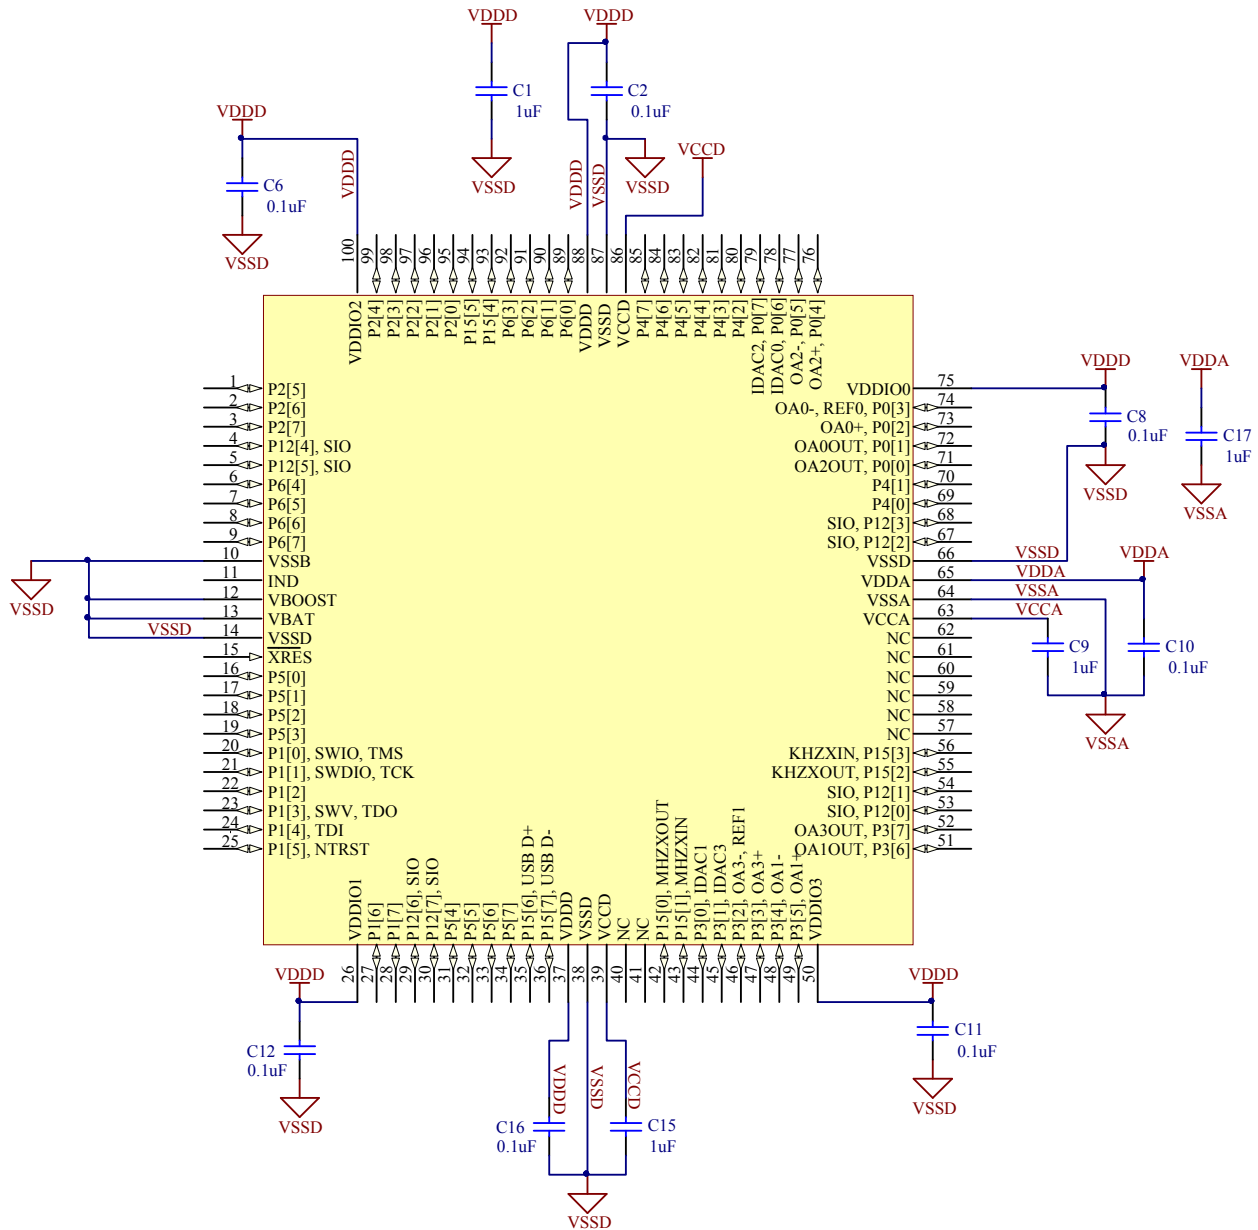 VDDD
VDDD
C1
1uF
C2
0.1uF
VDDD
VCCD
VSSD
VSSD
C6
0.1uF
VSSD
VDDD
VDDD
VSSD
100
99
98
97
96
95
94
93
92
91
90
89
88
87
86
85
84
83
82
81
80
79
78
77
76
VDDIO2
P2[4]
P2[3]
P2[2]
P2[1]
P2[0]
P15[5]
P15[4]
P6[3]
P6[2]
P6[1]
P6[0]
VDDD
VSSD
VCCD
P4[7]
P4[6]
P4[5]
P4[4]
P4[3]
P4[2]
IDAC2, P0[7]
IDAC0, P0[6]
OA2-, P0[5]
OA2+, P0[4]
1 P2[5]
2 P2[6]
3 P2[7]
4 P12[4], SIO
5 P12[5], SIO
6 P6[4]
7 P6[5]
8 P6[6]
9 P6[7]
10 VSSB
11 IND
12 VBOOST
13 VBAT
VSSD 14 VSSD
15 XRES
16 P5[0]
17 P5[1]
18 P5[2]
19 P5[3]
20 P1[0], SWIO, TMS
21 P1[1], SWDIO, TCK
22 P1[2]
23 P1[3], SWV, TDO
24 P1[4], TDI
25 P1[5], NTRST
VSSD
VDDIO0 75
OA0-, REF0, P0[3] 74
OA0+, P0[2] 73
OA0OUT, P0[1] 72
OA2OUT, P0[0] 71
P4[1] 70
P4[0] 69
SIO, P12[3] 68
SIO, P12[2] 67
VSSD 66 VSSD
VDDA 65 VDDA
VSSA 64 VSSA
VCCA 63 VCCA
NC 62
NC 61
NC 60
NC 59
NC 58
NC 57
KHZXIN, P15[3] 56
KHZXOUT, P15[2] 55
SIO, P12[1] 54
SIO, P12[0] 53
OA3OUT, P3[7] 52
OA1OUT, P3[6] 51
VDDD
VDDA
C8
0.1uF
C17
1uF
VSSD
VSSA
VDDA
C9
1uF
C10
0.1uF
VSSA
VDDIO1
P1[6]
P1[7]
P12[6], SIO
P12[7], SIO
P5[4]
P5[5]
P5[6]
P5[7]
P15[6], USB D+
P15[7], USB D-
VDDD
VSSD
VCCD
NC
NC
P15[0], MHZXOUT
P15[1], MHZXIN
P3[0], IDAC1
P3[1], IDAC3
P3[2], OA3-, REF1
P3[3], OA3+
P3[4], OA1-
P3[5], OA1+
VDDIO3
26
27
28
29
30
31
32
33
34
35
36
37
38
39
40
41
42
43
44
45
46
47
48
49
50
VDDD
C12
0.1uF
VSSD
VDDD
VSSD
VCCD
C16
0.1uF
C15
1uF
VSSD
VDDD
C11
0.1uF
VSSD